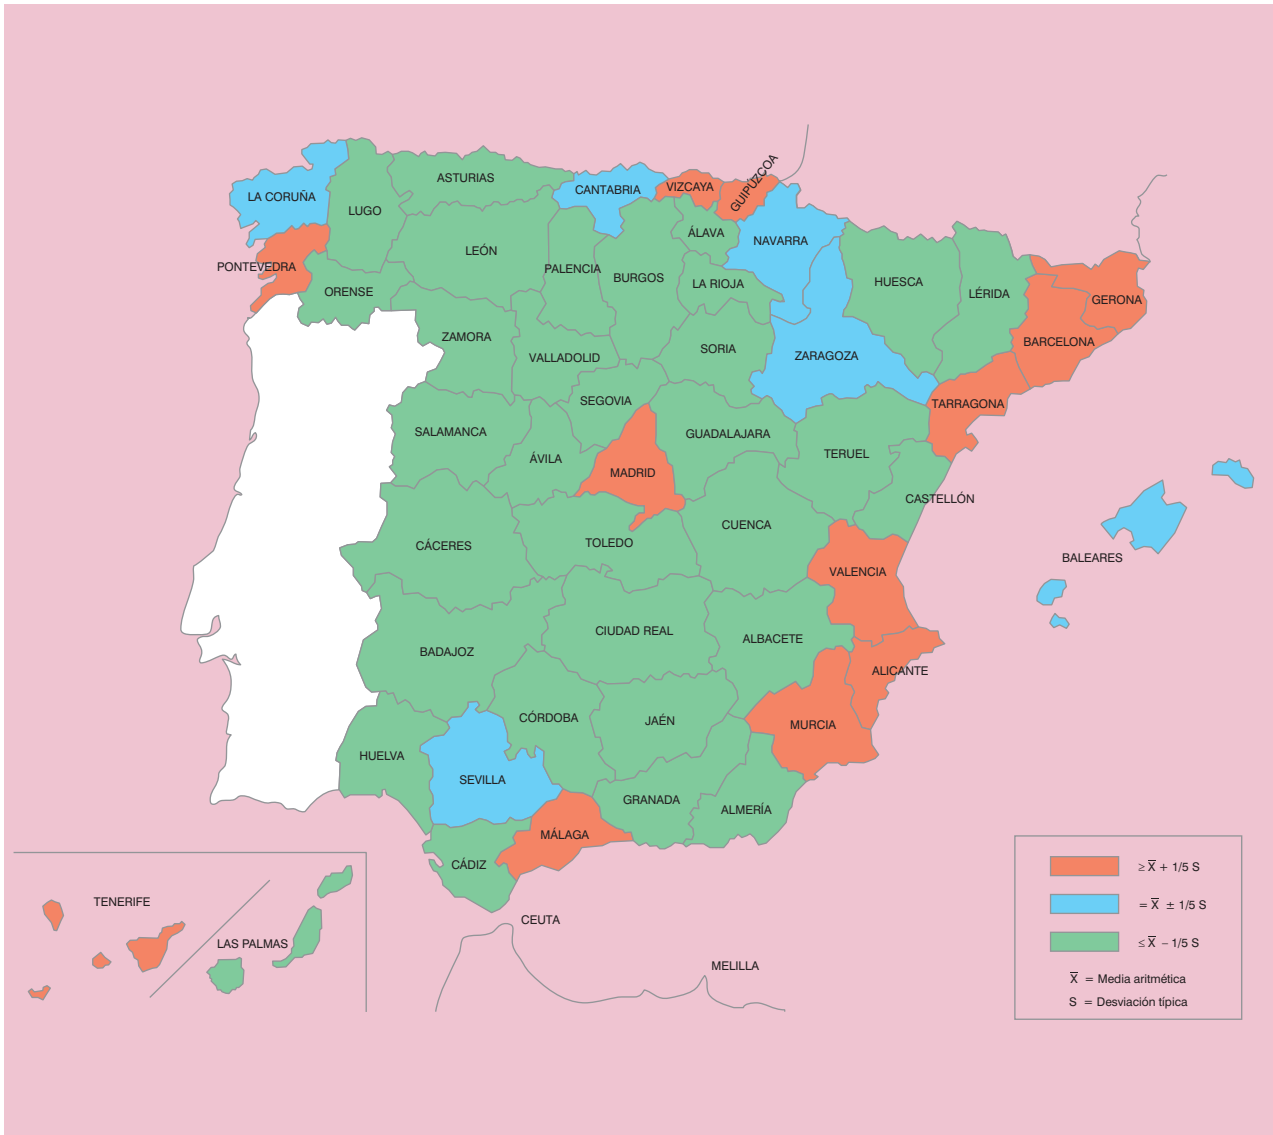 GUIPÚZCOA
ASTURIAS
CANTABRIA
VIZCAYA
LA CORUÑA
LUGO
ÁLAVA
NAVARRA
LEÓN
PONTEVEDRA
PALENCIA
BURGOS
LA RIOJA
HUESCA
ORENSE
LÉRIDA
GERONA
ZAMORA
BARCELONA
VALLADOLID
SORIA
ZARAGOZA
SEGOVIA
TARRAGONA
SALAMANCA
GUADALAJARA
ÁVILA
TERUEL
MADRID
CASTELLÓN
CUENCA
CÁCERES
TOLEDO
BALEARES
VALENCIA
CIUDAD REAL
ALBACETE
BADAJOZ
ALICANTE
CÓRDOBA
JAÉN
MURCIA
HUELVA
SEVILLA
GRANADA
ALMERÍA
MÁLAGA
CÁDIZ
TENERIFE
LAS PALMAS
CEUTA
MELILLA
≥ X̅ + 1/5 S
= X̅ ± 1/5 S
≤ X̅ – 1/5 S
X̅ = Media aritmética
S = Desviación típica